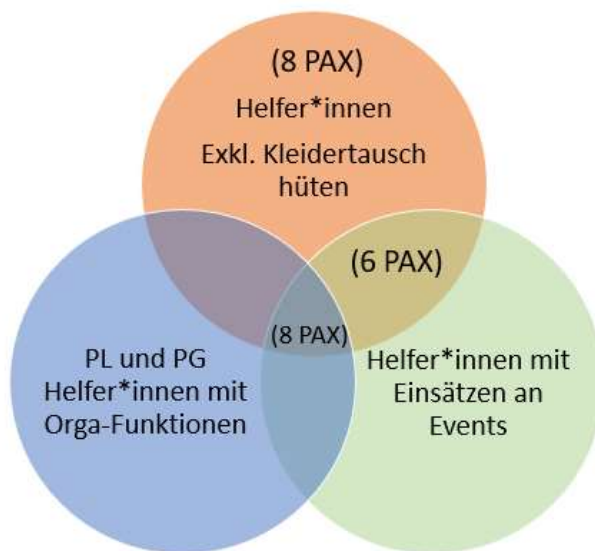 (8 PAX)
Helfer*innen
Exkl. Kleidertausch
hüten
(6 PAX)
(8 PAX)
PL und PG
Helfer*innen mit
Orga-Funktionen
Helfer*innen mit
Einsätzen an
Events